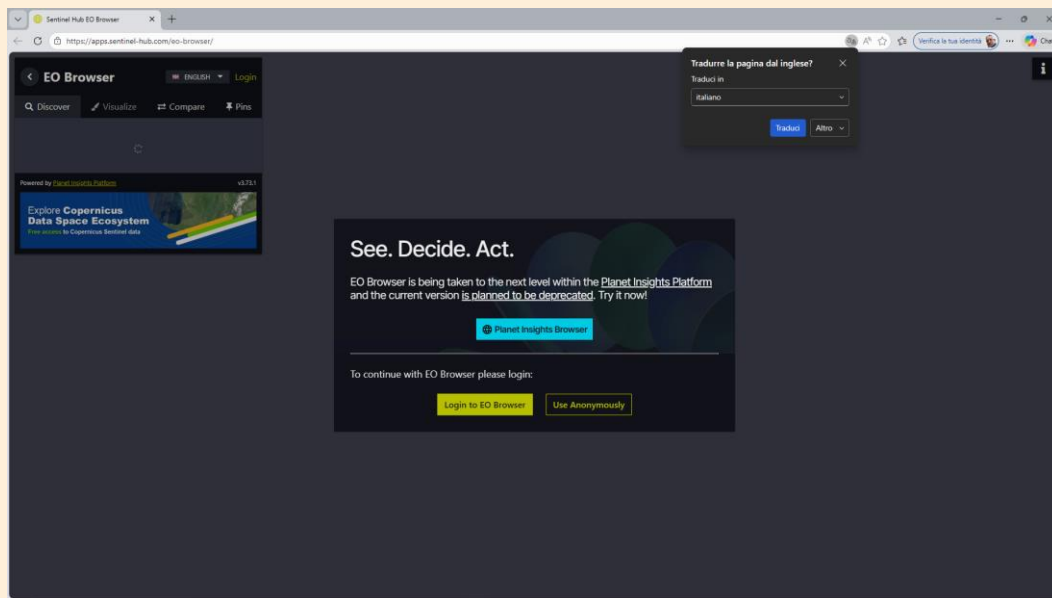 Sentinel Hub EO Browser
https://apps.sentinel-hub.com/eo-browser/
Verifica la tua identità
EO Browser
ENGLISH
Login
Discover
Visualize
Compare
Pins
Powered by Planet Insights Platform
v3.73.1
Explore Copernicus
Data Space Ecosystem
Free access to Copernicus Sentinel data
Tradurre la pagina dal inglese?
Traduci in
italiano
Traduci
Altro
See. Decide. Act.
EO Browser is being taken to the next level within the Planet Insights Platform
and the current version is planned to be deprecated. Try it now!
Planet Insights Browser
To continue with EO Browser please login:
Login to EO Browser
Use Anonymously